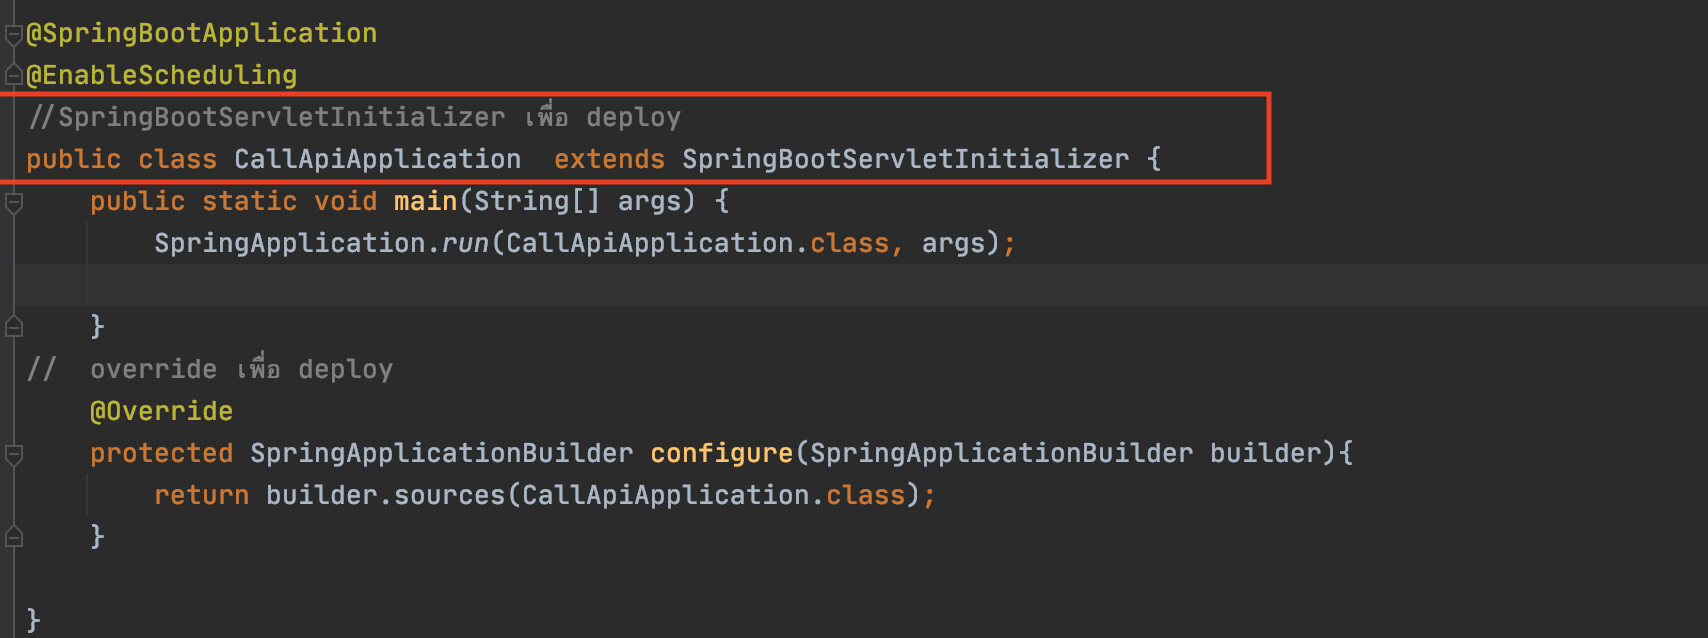 @SpringBootApplication
@EnableScheduling
//SpringBootServletInitializer เพื่อ deploy
public class CallApiApplication  extends SpringBootServletInitializer {
    public static void main(String[] args) {
        SpringApplication.run(CallApiApplication.class, args);
    }
//  override เพื่อ deploy
    @Override
    protected SpringApplicationBuilder configure(SpringApplicationBuilder builder){
        return builder.sources(CallApiApplication.class);
    }
}